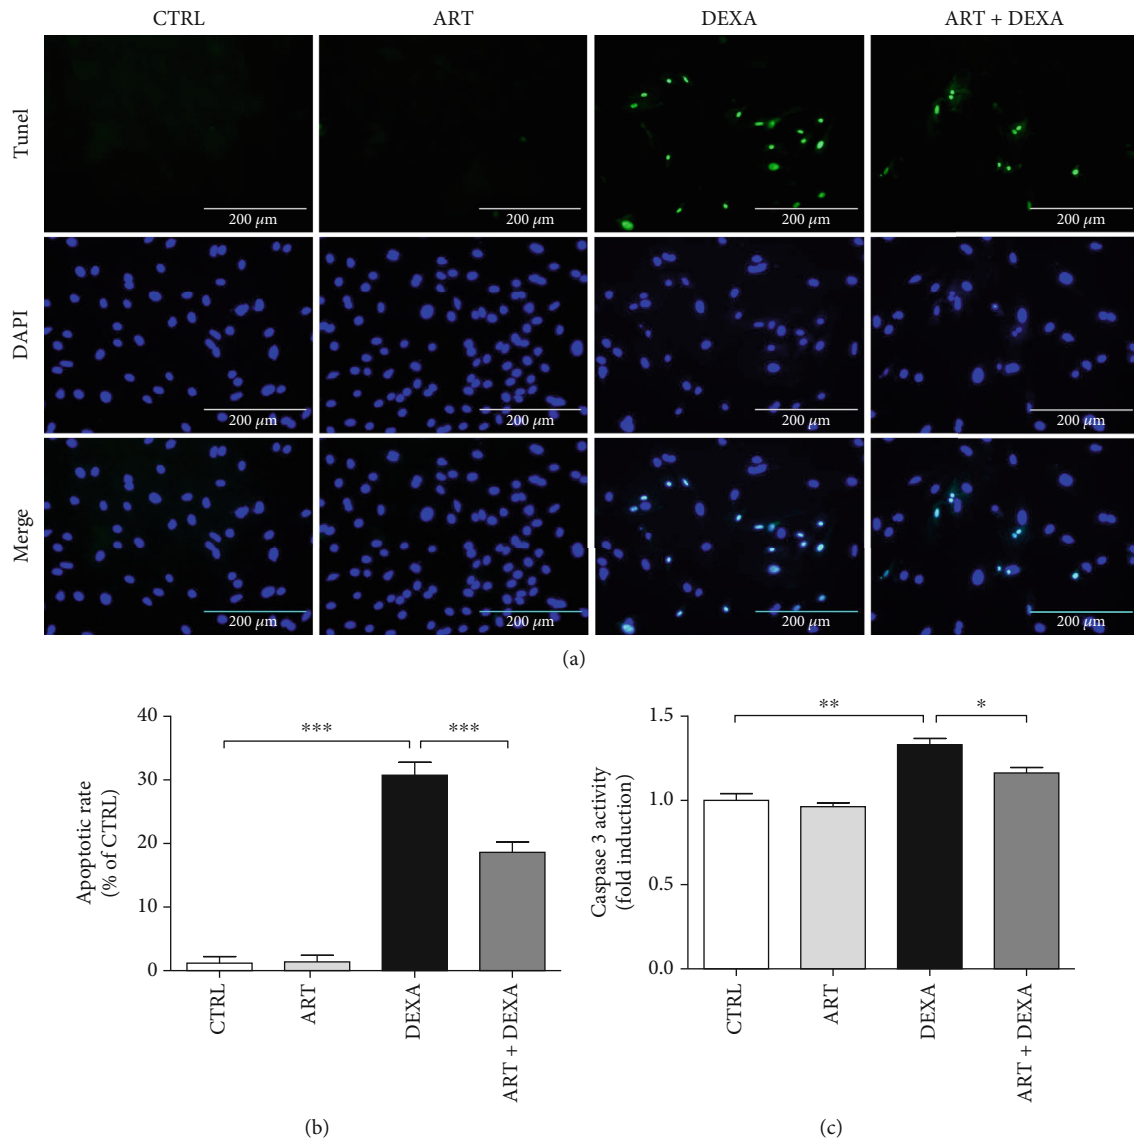 CTRL ART DEXA ART + DEXA
Tunel
200 μm 200 μm 200 μm 200 μm
DAPI
200 μm 200 μm 200 μm 200 μm
Merge
200 μm 200 μm 200 μm 200 μm
(a)
Apoptotic rate
(% of CTRL)
40
30
20
10
0
*** ***
CTRL
ART
DEXA
ART + DEXA
(b)
Caspase 3 activity
(fold induction)
1.5
1.0
0.5
0.0
** *
CTRL
ART
DEXA
ART + DEXA
(c)